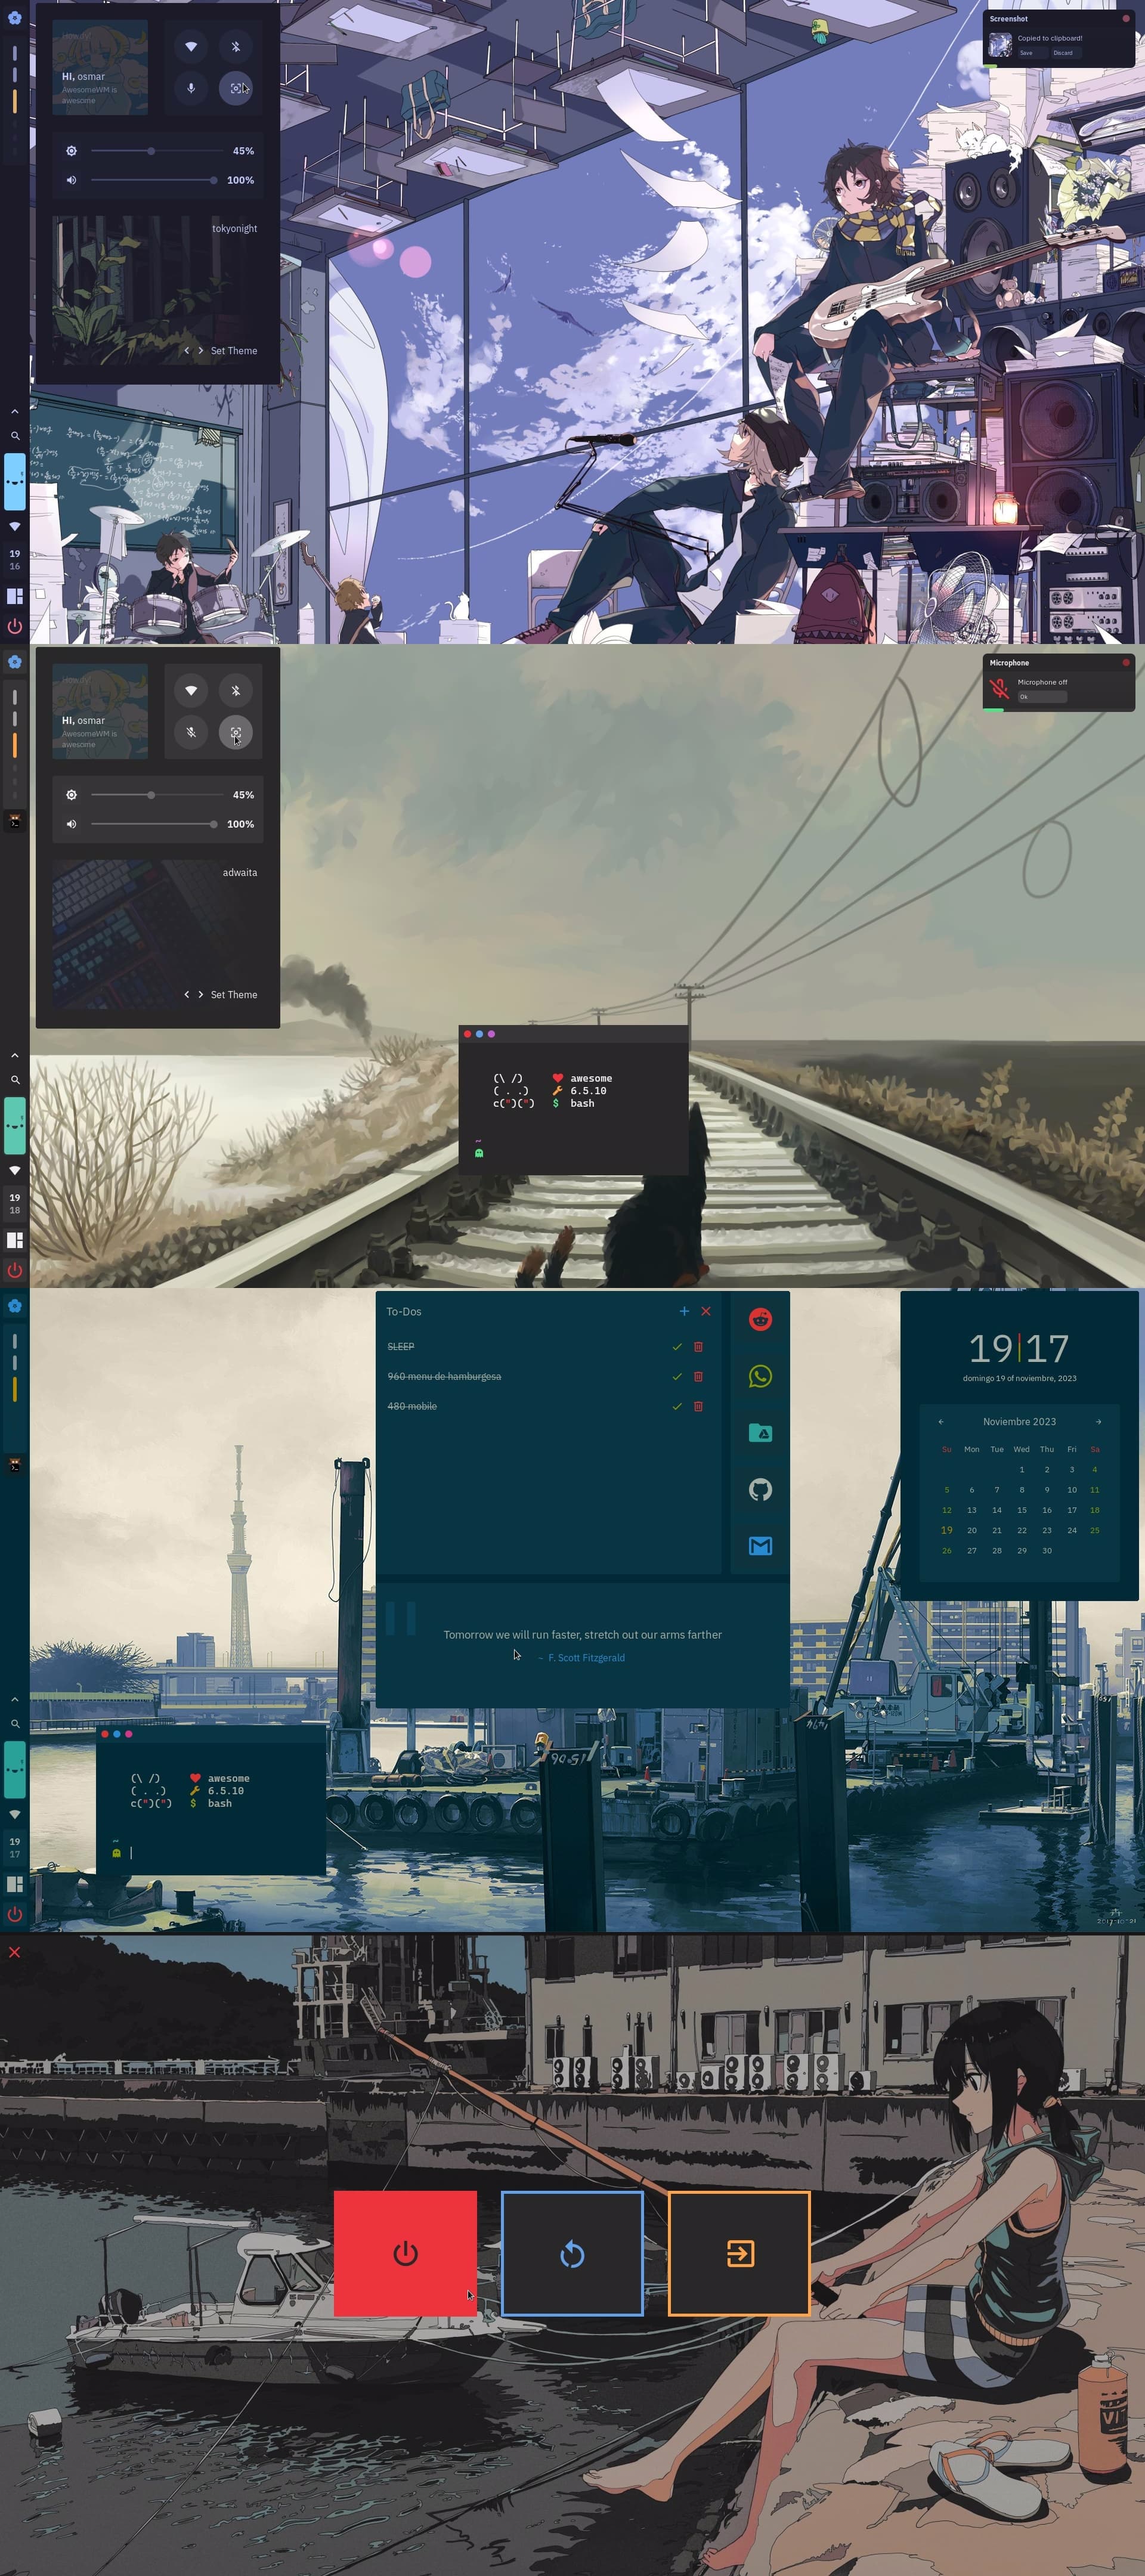 Screenshot
Copied to clipboard!
Save Discard
Hi, osmar
AwesomeWM is
awesome
45%
100%
tokyonight
Set Theme
19
16
Microphone
Microphone off
Ok
Hi, osmar
AwesomeWM is
awesome
45%
100%
adwaita
Set Theme
(\ /) awesome
( . .) 6.5.10
c(")(") $ bash
~
19
18
To-Dos
SLEEP
960 menu de hamburgesa
480 mobile
Tomorrow we will run faster, stretch out our arms farther
- F. Scott Fitzgerald
19|17
domingo 19 of noviembre, 2023
Noviembre 2023
Su Mon Tue Wed Thu Fri Sa
1 2 3 4
5 6 7 8 9 10 11
12 13 14 15 16 17 18
19 20 21 22 23 24 25
26 27 28 29 30
(\ /) awesome
( . .) 6.5.10
c(")(") $ bash
~
19
17